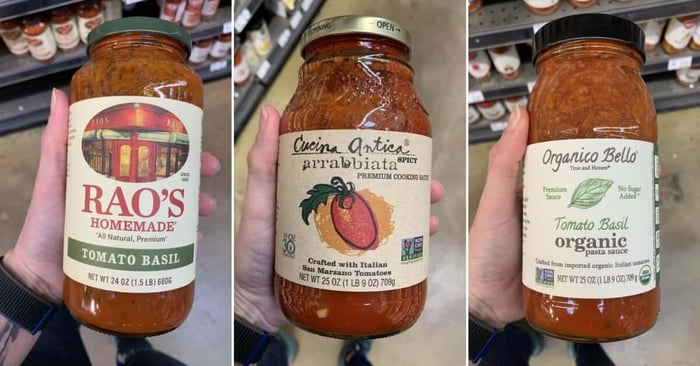 RAO'S
HOMEMADE
"All Natural, Premium"
TOMATO BASIL
NET WT 24 OZ (1.5 LB) 680G
OPEN
Cucina Antica
arrabbiata SPICY
PREMIUM COOKING SAUCE
WHOLE
30
Crafted with Italian
San Marzano Tomatoes
NET WT 25 OZ (1 LB 9 OZ) 709g
Organico Bello
True and Honest
Premium
Sauce
No Sugar
Added
Tomato Basil
organic
pasta sauce
Crafted from imported organic Italian tomatoes
NET WT 25 OZ (1 LB 9 OZ) 709 g